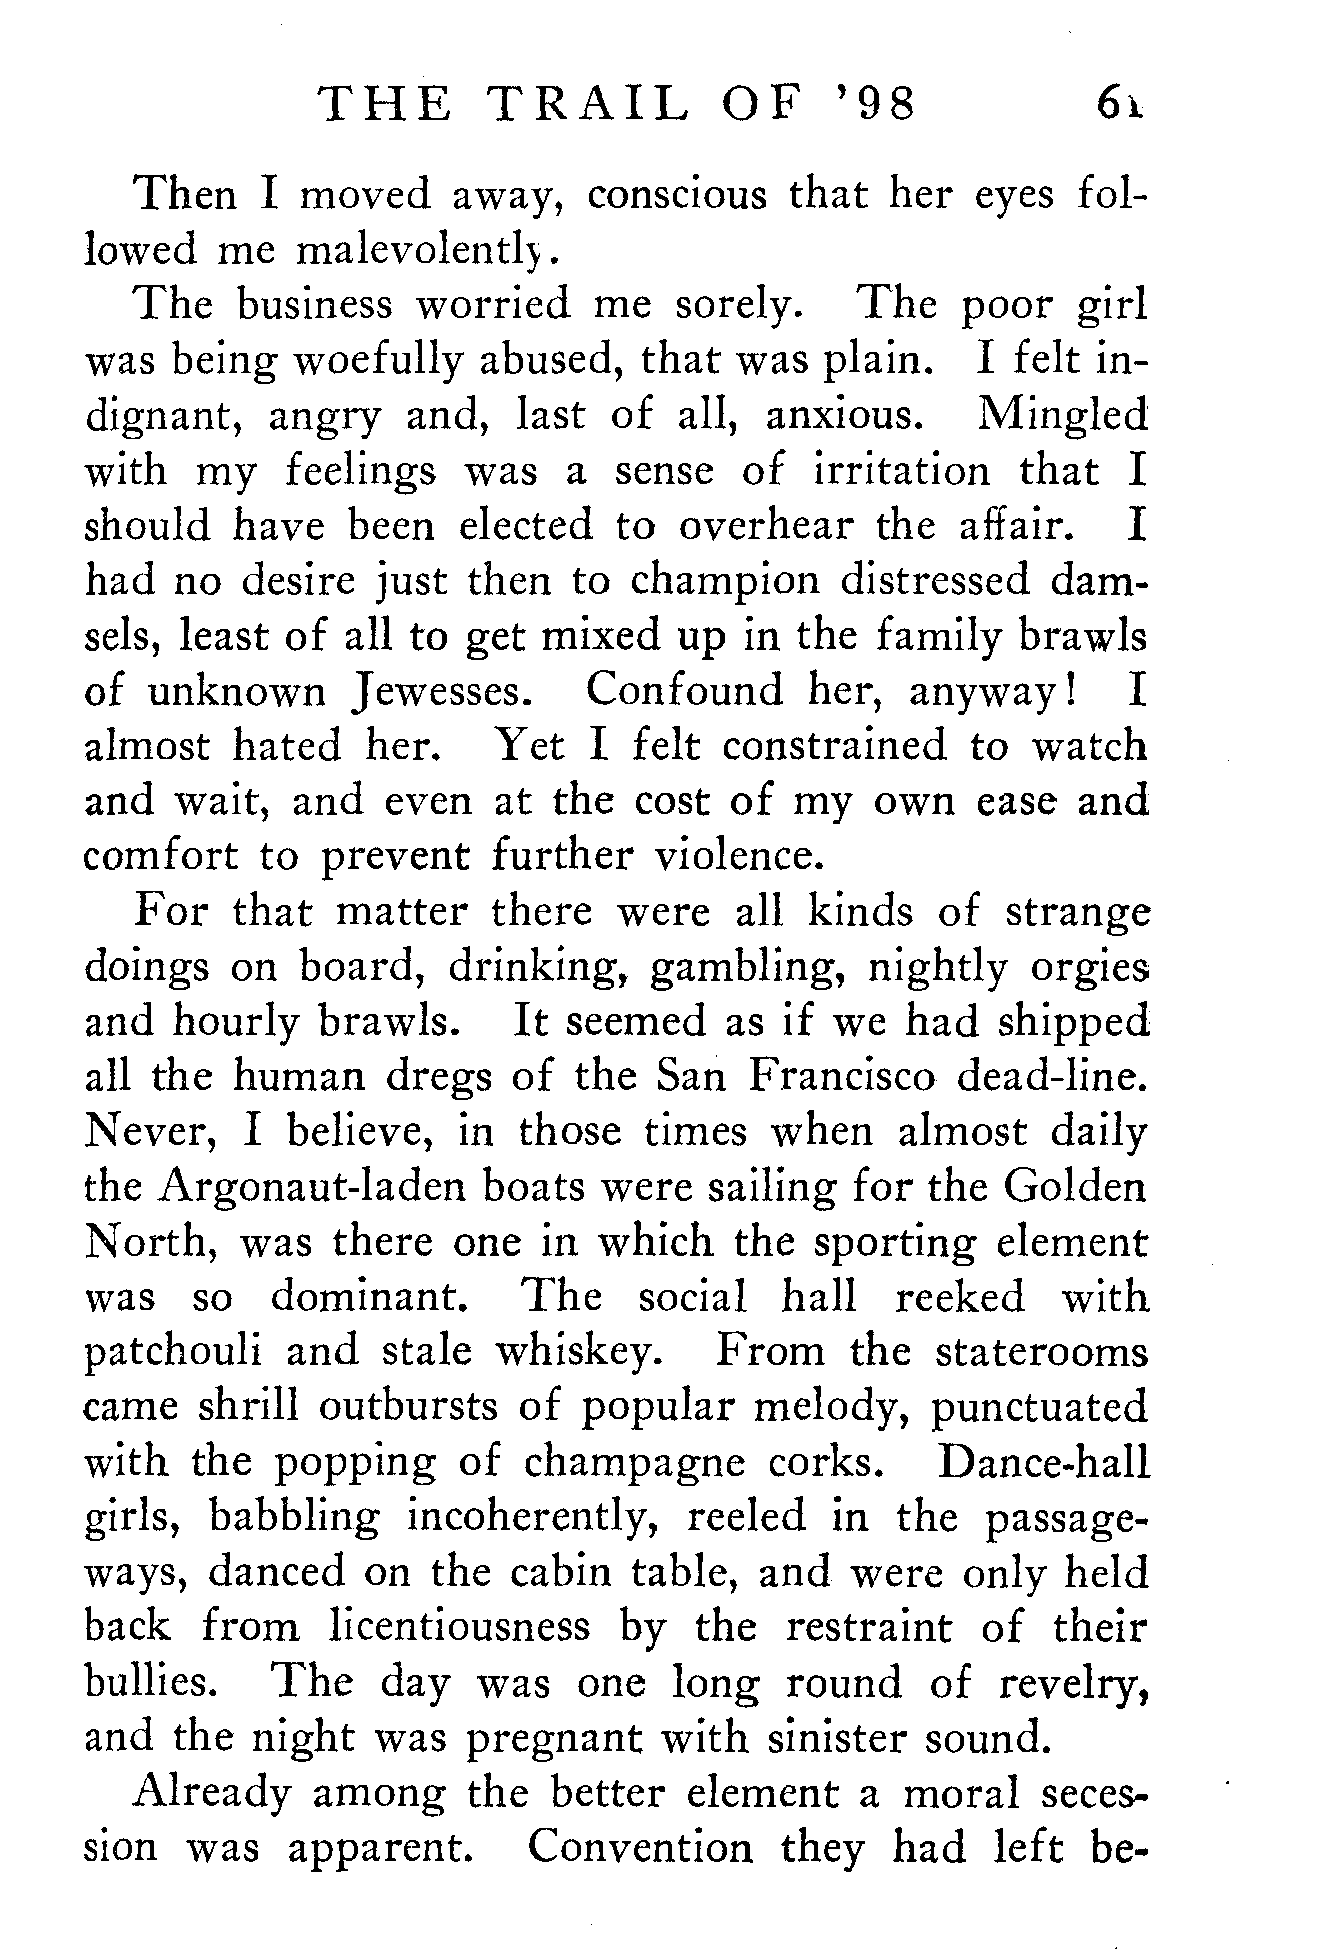 THE TRAIL OF '98 61
Then I moved away, conscious that her eyes fol-
lowed me malevolently.
The business worried me sorely. The poor girl
was being woefully abused, that was plain. I felt in-
dignant, angry and, last of all, anxious. Mingled
with my feelings was a sense of irritation that I
should have been elected to overhear the affair. I
had no desire just then to champion distressed dam-
sels, least of all to get mixed up in the family brawls
of unknown Jewesses. Confound her, anyway! I
almost hated her. Yet I felt constrained to watch
and wait, and even at the cost of my own ease and
comfort to prevent further violence.
For that matter there were all kinds of strange
doings on board, drinking, gambling, nightly orgies
and hourly brawls. It seemed as if we had shipped
all the human dregs of the San Francisco dead-line.
Never, I believe, in those times when almost daily
the Argonaut-laden boats were sailing for the Golden
North, was there one in which the sporting element
was so dominant. The social hall reeked with
patchouli and stale whiskey. From the staterooms
came shrill outbursts of popular melody, punctuated
with the popping of champagne corks. Dance-hall
girls, babbling incoherently, reeled in the passage-
ways, danced on the cabin table, and were only held
back from licentiousness by the restraint of their
bullies. The day was one long round of revelry,
and the night was pregnant with sinister sound.
Already among the better element a moral seces-
sion was apparent. Convention they had left be-